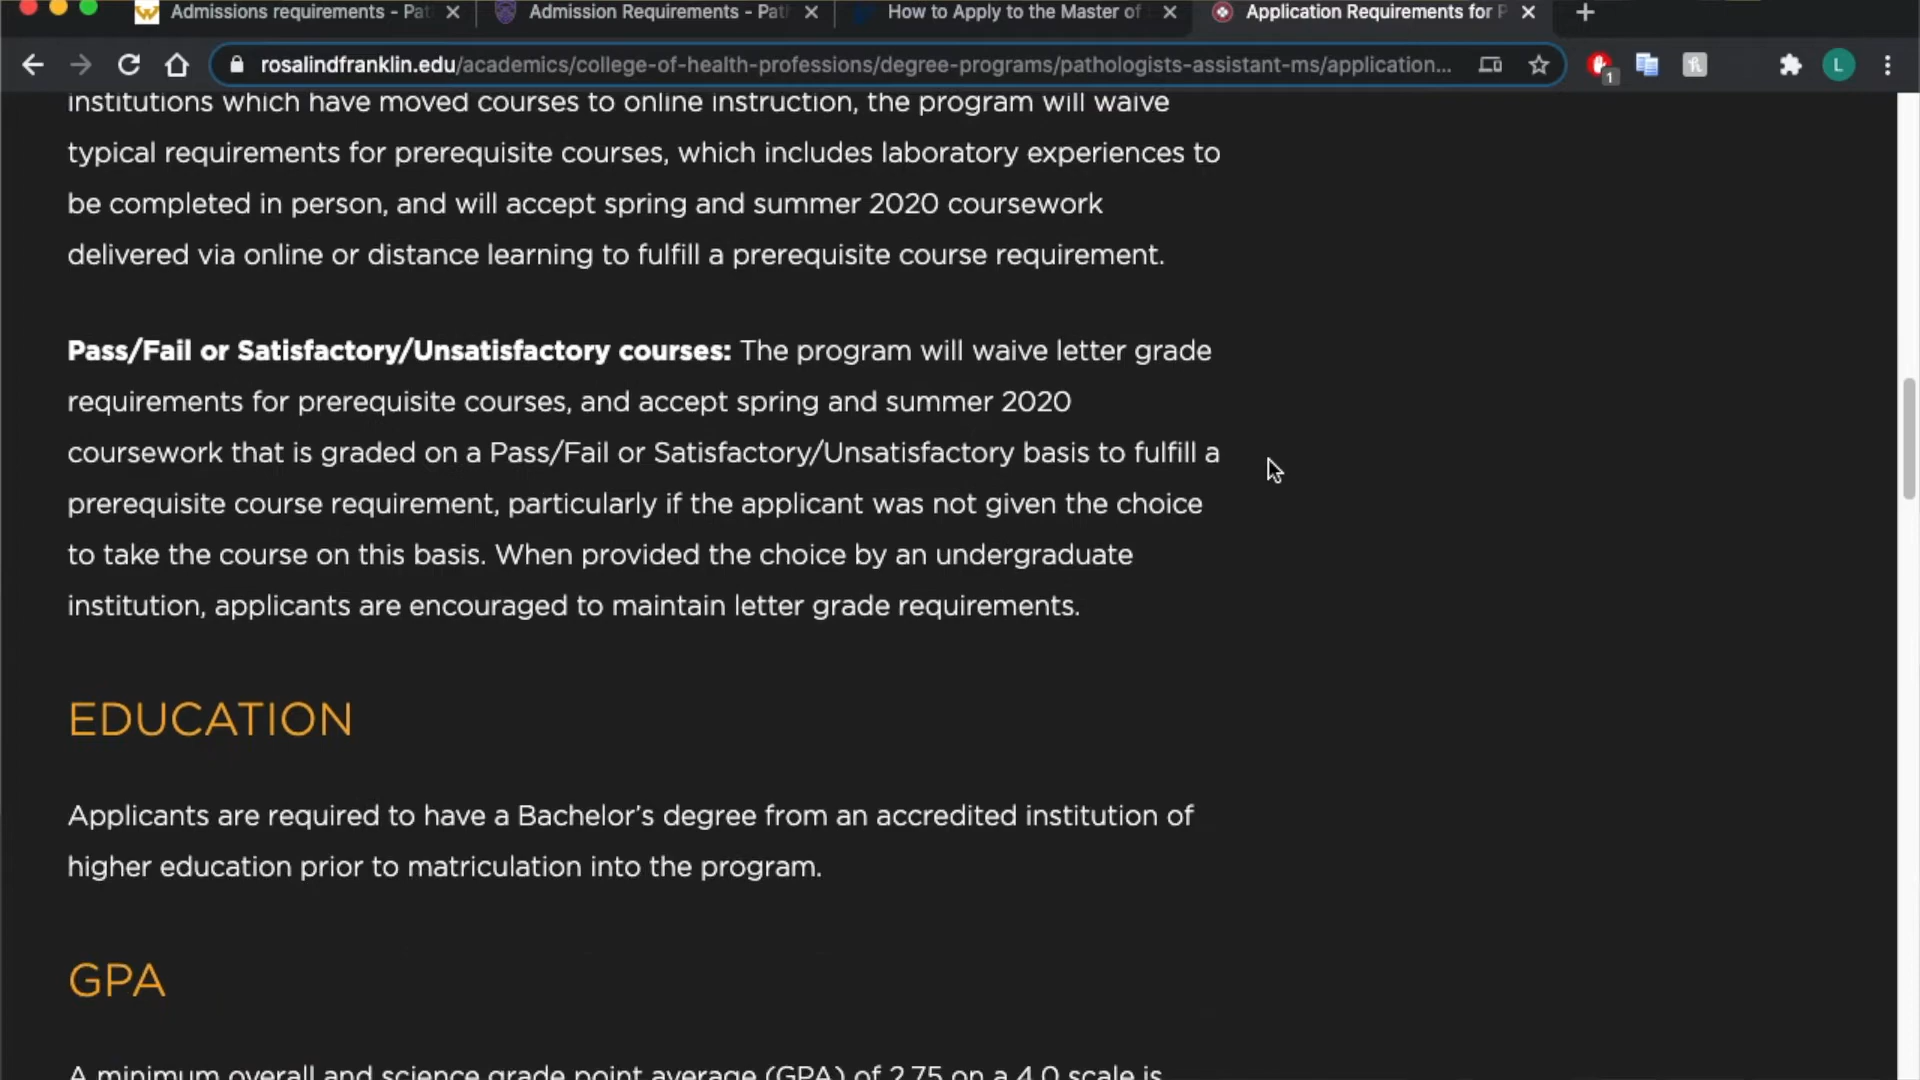 Admissions requirements - Pat
Admission Requirements - Path
How to Apply to the Master of
Application Requirements for P
rosalindfranklin.edu/academics/college-of-health-professions/degree-programs/pathologists-assistant-ms/application...
1
L
institutions which have moved courses to online instruction, the program will waive
typical requirements for prerequisite courses, which includes laboratory experiences to
be completed in person, and will accept spring and summer 2020 coursework
delivered via online or distance learning to fulfill a prerequisite course requirement.
Pass/Fail or Satisfactory/Unsatisfactory courses: The program will waive letter grade
requirements for prerequisite courses, and accept spring and summer 2020
coursework that is graded on a Pass/Fail or Satisfactory/Unsatisfactory basis to fulfill a
prerequisite course requirement, particularly if the applicant was not given the choice
to take the course on this basis. When provided the choice by an undergraduate
institution, applicants are encouraged to maintain letter grade requirements.
EDUCATION
Applicants are required to have a Bachelor's degree from an accredited institution of
higher education prior to matriculation into the program.
GPA
A minimum overall and science grade point average (GPA) of 2.75 on a 4.0 scale is